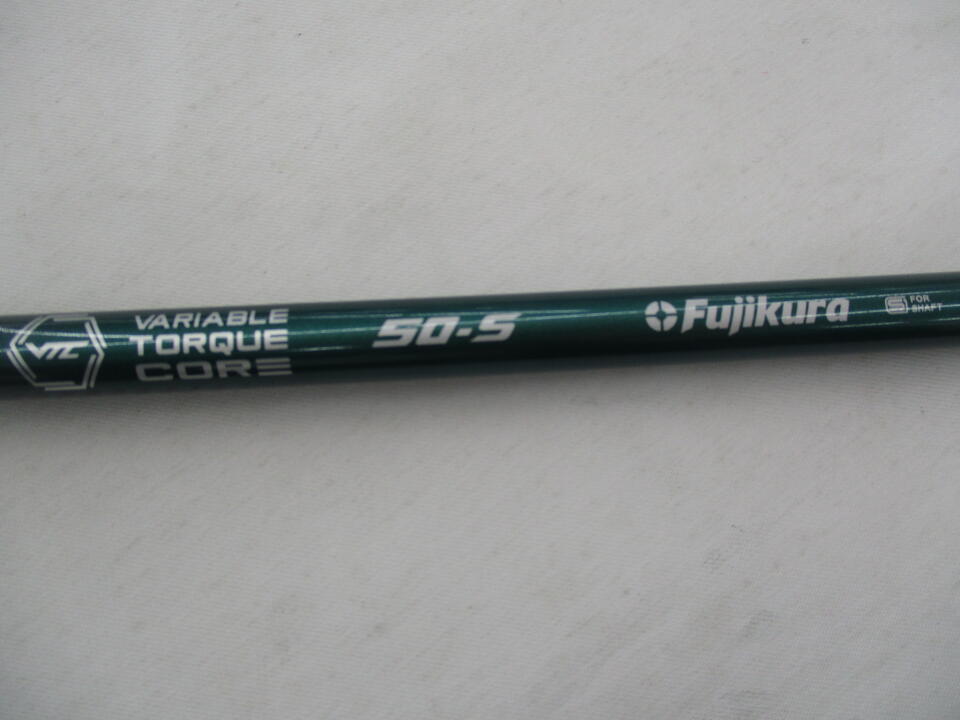 VTC
VARIABLE
TORQUE
CORE
50-S
Fujikura
S FOR
SHAFT